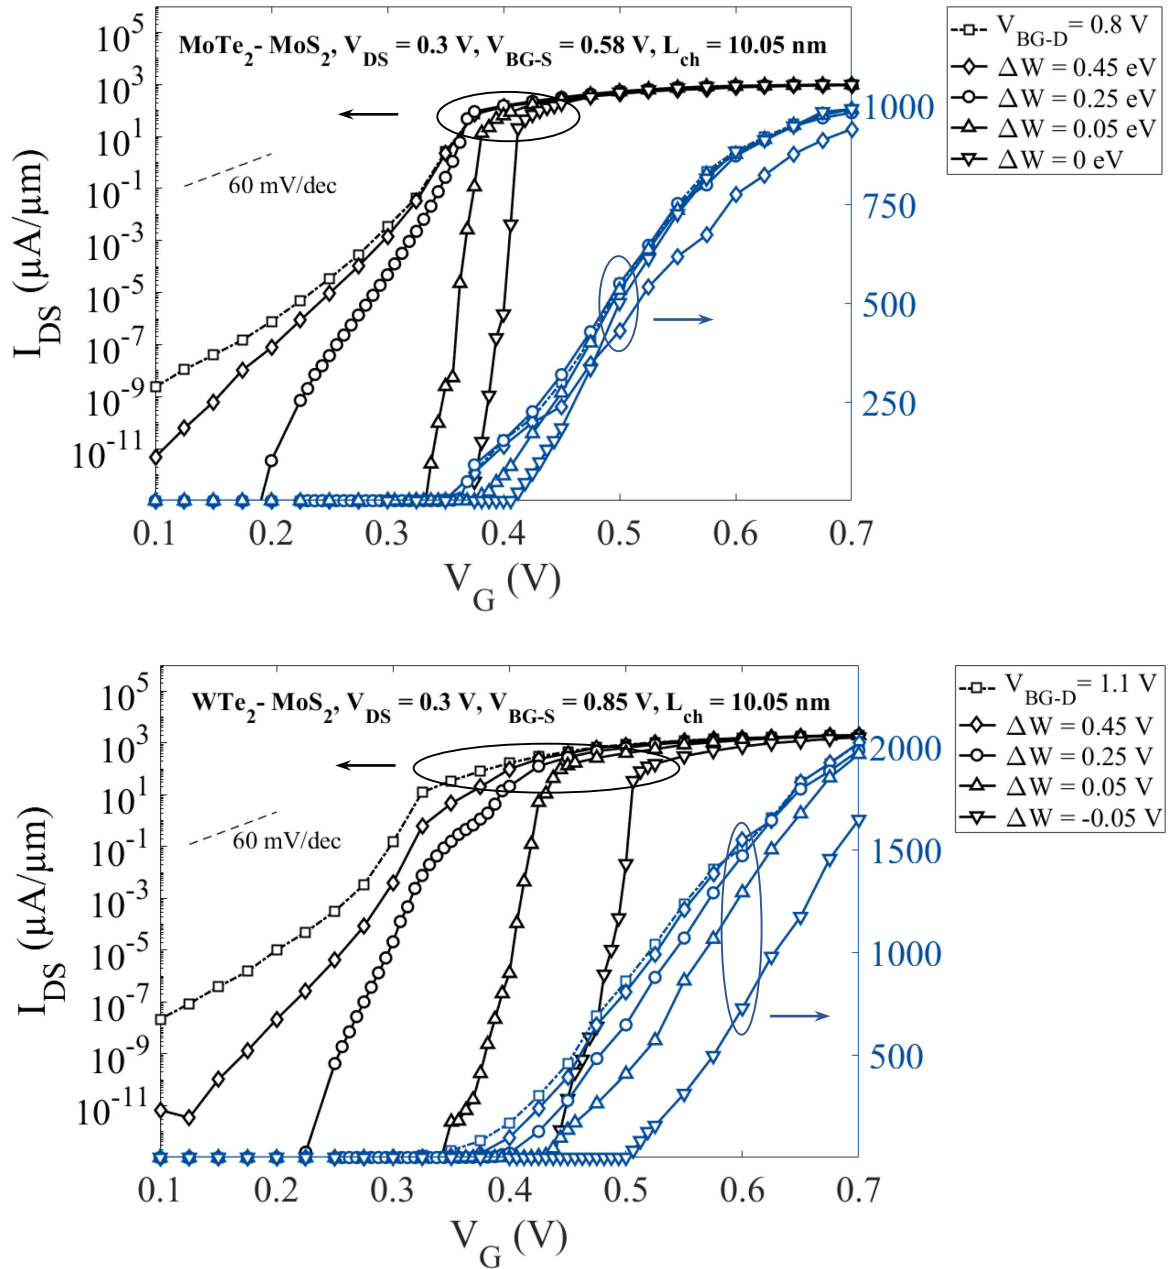 MoTe2- MoS2, VDS = 0.3 V, VBG-S = 0.58 V, Lch = 10.05 nm
VBG-D = 0.8 V
ΔW = 0.45 eV
ΔW = 0.25 eV
ΔW = 0.05 eV
ΔW = 0 eV
10^5
10^3
10^1
10^-1
10^-3
10^-5
10^-7
10^-9
10^-11
IDS (μA/μm)
60 mV/dec
1000
750
500
250
0.1 0.2 0.3 0.4 0.5 0.6 0.7
VG (V)
WTe2- MoS2, VDS = 0.3 V, VBG-S = 0.85 V, Lch = 10.05 nm
VBG-D = 1.1 V
ΔW = 0.45 V
ΔW = 0.25 V
ΔW = 0.05 V
ΔW = -0.05 V
10^5
10^3
10^1
10^-1
10^-3
10^-5
10^-7
10^-9
10^-11
IDS (μA/μm)
60 mV/dec
2000
1500
1000
500
0.1 0.2 0.3 0.4 0.5 0.6 0.7
VG (V)